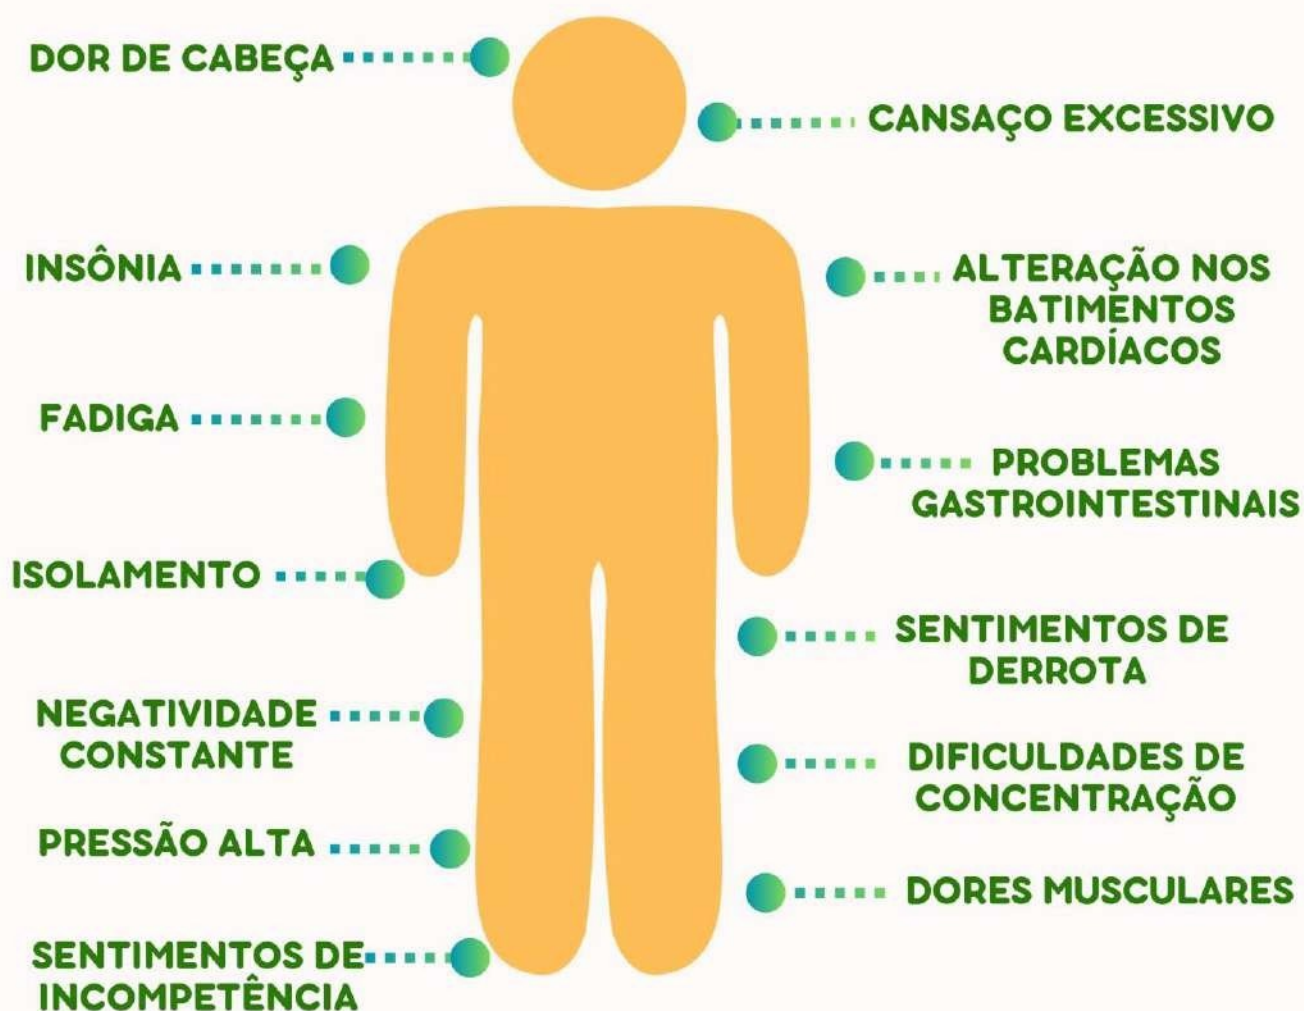 DOR DE CABEÇA
CANSAÇO EXCESSIVO
INSÔNIA
ALTERAÇÃO NOS
BATIMENTOS
CARDÍACOS
FADIGA
PROBLEMAS
GASTROINTESTINAIS
ISOLAMENTO
SENTIMENTOS DE
DERROTA
NEGATIVIDADE
CONSTANTE
DIFICULDADES DE
CONCENTRAÇÃO
PRESSÃO ALTA
DORES MUSCULARES
SENTIMENTOS DE
INCOMPETÊNCIA